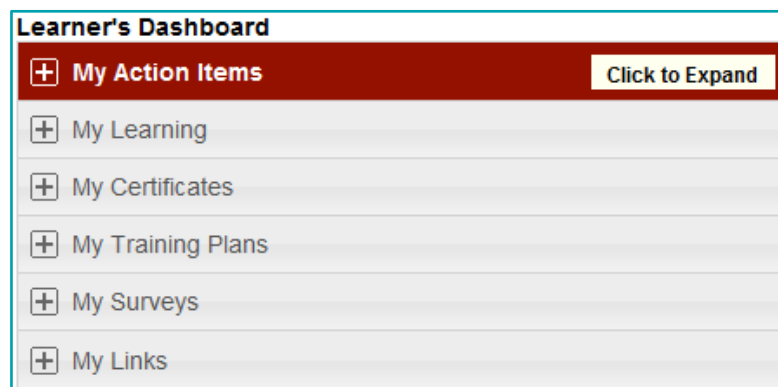 Learner's Dashboard
My Action Items Click to Expand
My Learning
My Certificates
My Training Plans
My Surveys
My Links